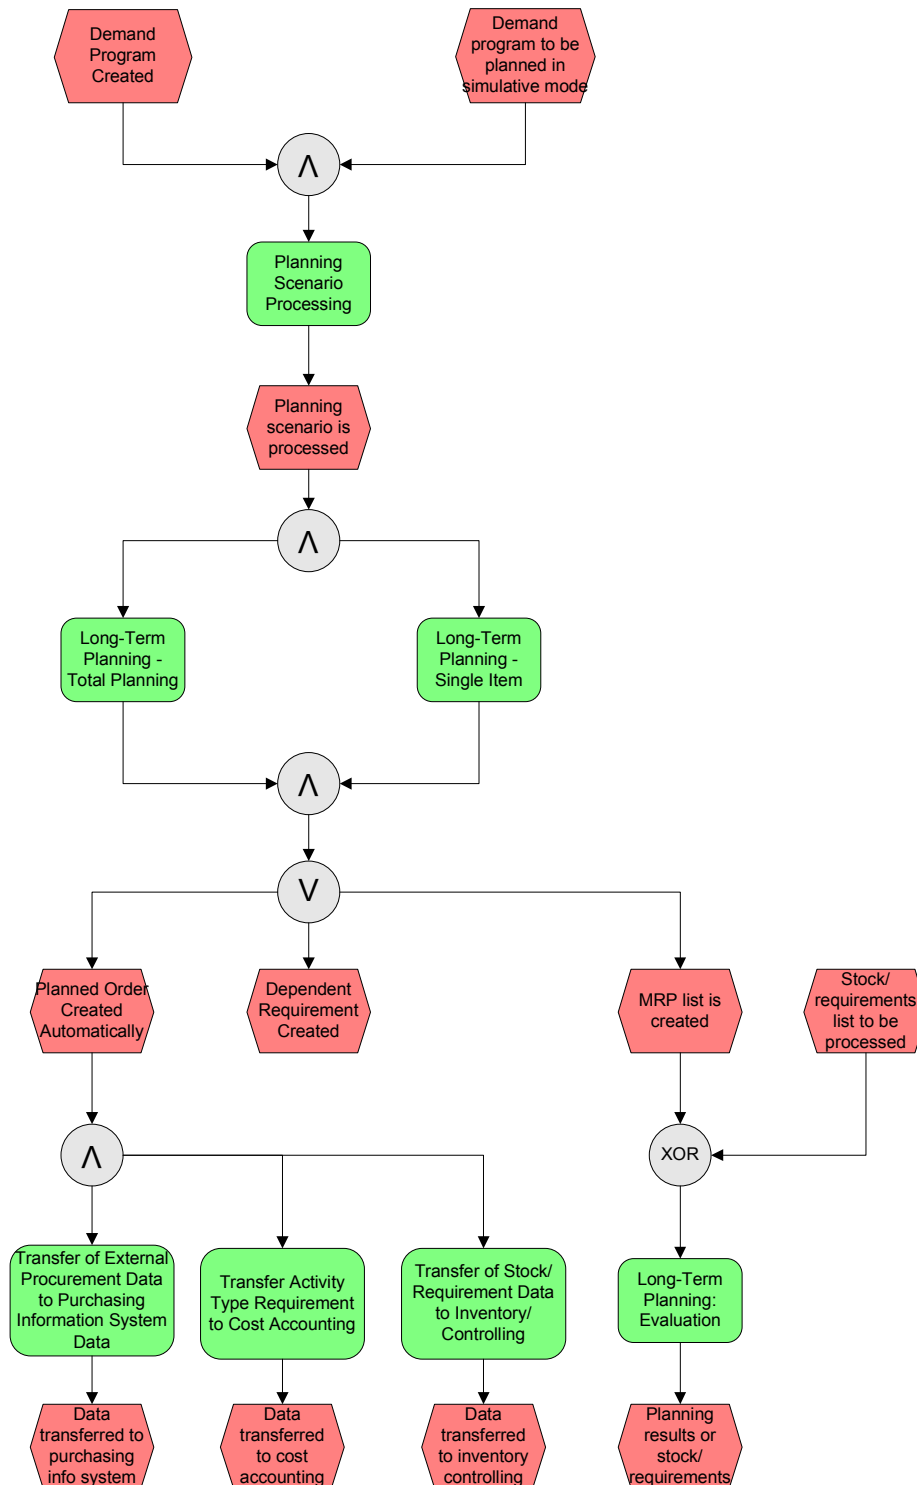 Demand
Program
Created
Demand
program to be
planned in
simulative mode
Λ
Planning
Scenario
Processing
Planning
scenario is
processed
Λ
Long-Term
Planning -
Total Planning
Long-Term
Planning -
Single Item
Λ
V
Planned Order
Created
Automatically
Dependent
Requirement
Created
MRP list is
created
Stock/
requirements
list to be
processed
Λ
XOR
Transfer of External
Procurement Data
to Purchasing
Information System
Data
Transfer Activity
Type Requirement
to Cost Accounting
Transfer of Stock/
Requirement Data
to Inventory/
Controlling
Long-Term
Planning:
Evaluation
Data
transferred to
purchasing
info system
Data
transferred
to cost
accounting
Data
transferred
to inventory
controlling
Planning
results or
stock/
requirements